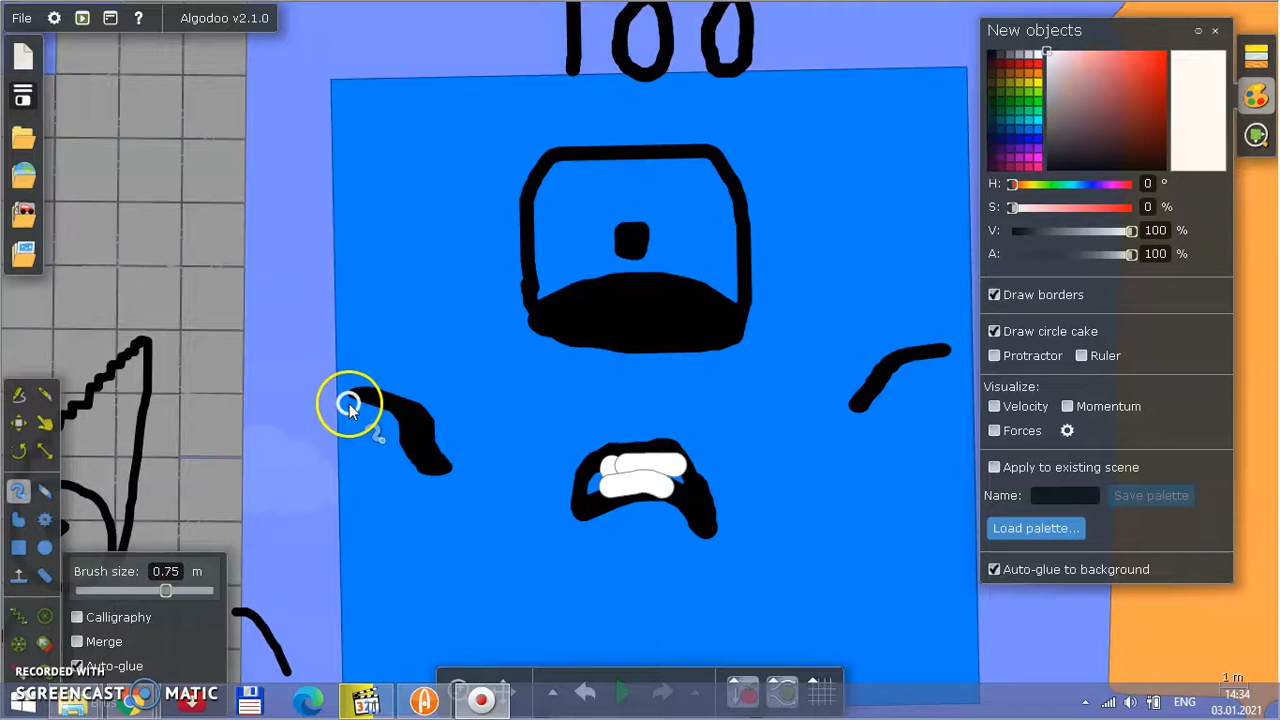 File
Algodoo v2.1.0
100
New objects
H: 0 °
S: 0 %
V: 100 %
A: 100 %
Draw borders
Draw circle cake
Protractor Ruler
Visualize:
Velocity Momentum
Forces
Apply to existing scene
Name: Save palette
Load palette...
Auto-glue to background
Brush size: 0.75 m
Calligraphy
Merge
Auto-glue
RECORDED WITH
SCREENCAST MATIC
1 m
ENG
14:34
03.01.2021